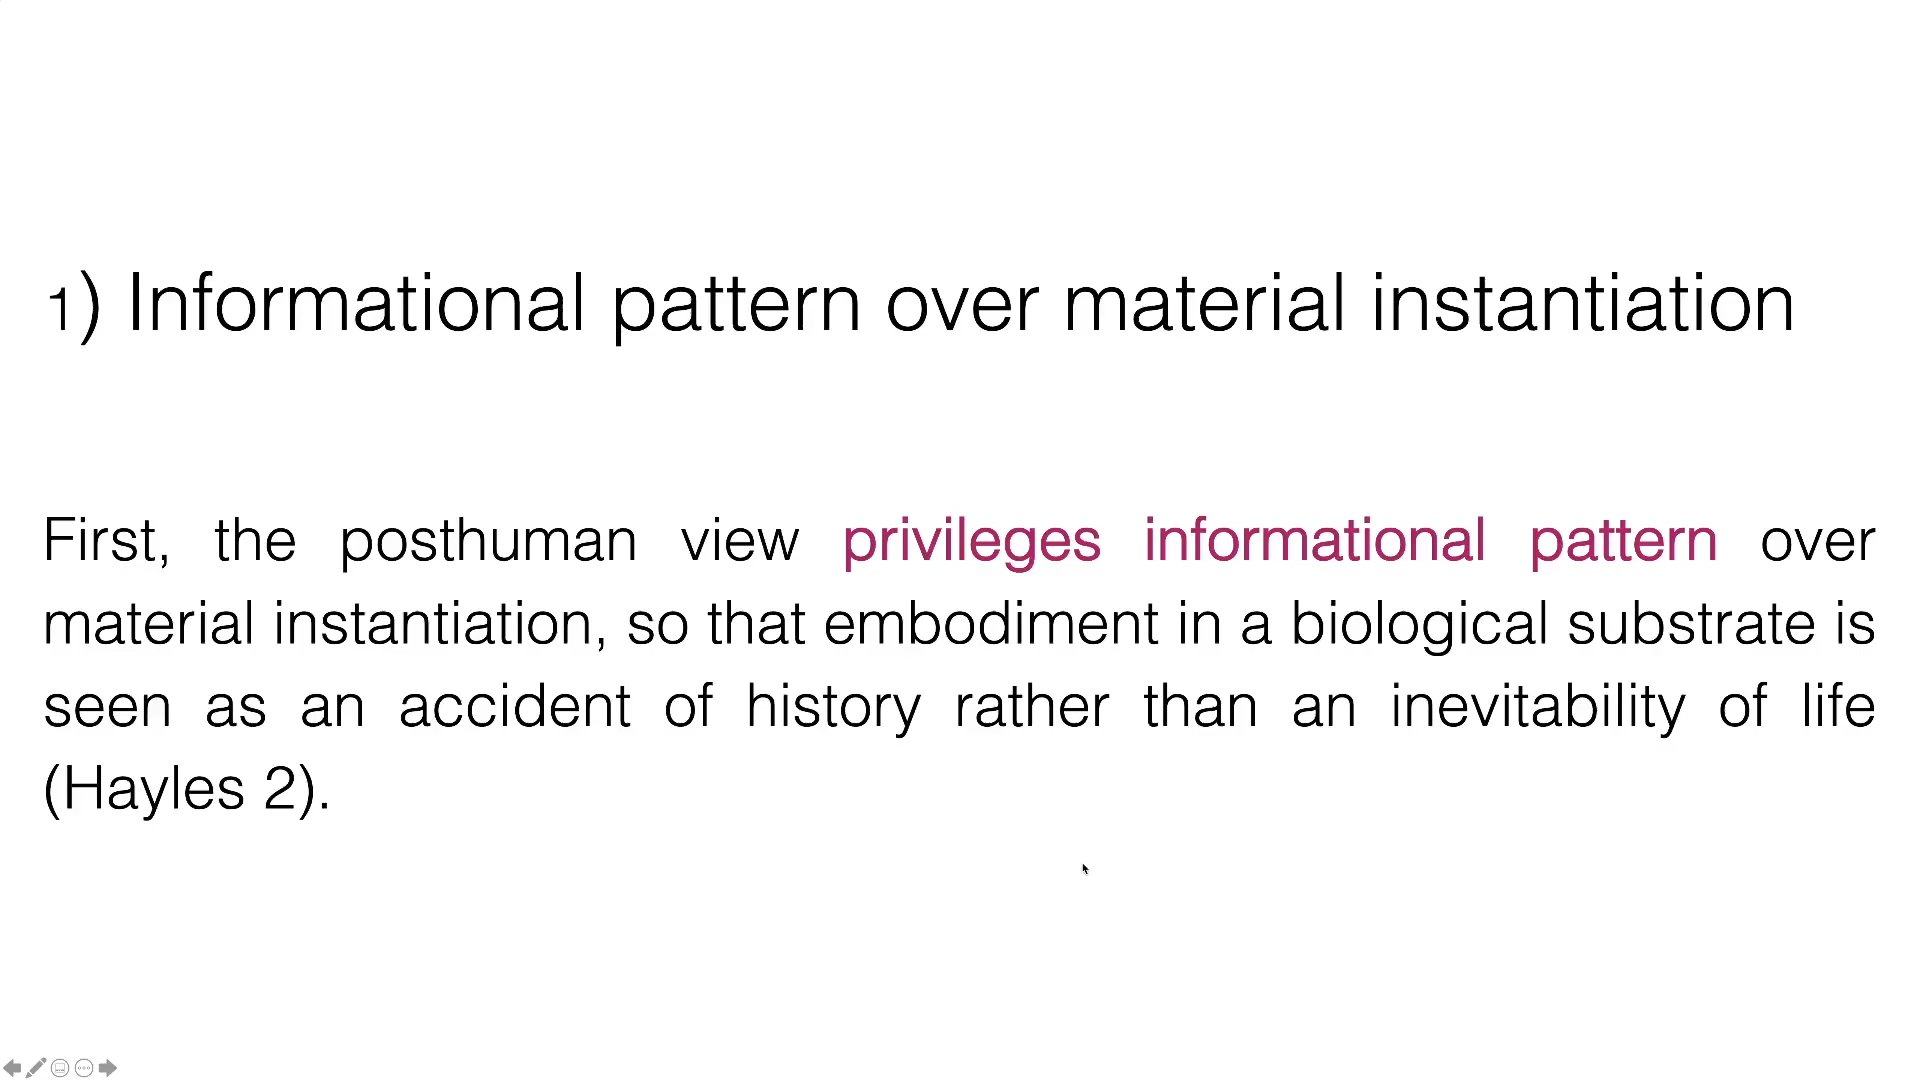 1) Informational pattern over material instantiation
First, the posthuman view privileges informational pattern over
material instantiation, so that embodiment in a biological substrate is
seen as an accident of history rather than an inevitability of life
(Hayles 2).